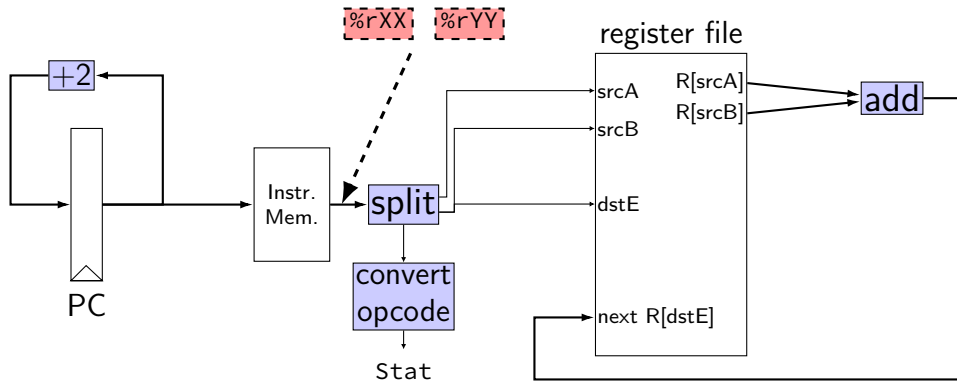 %rXX %rYY
register file
+2
R[srcA]
srcA
R[srcB]
add
srcB
Instr.
Mem.
split
dstE
convert
opcode
PC
next R[dstE]
Stat